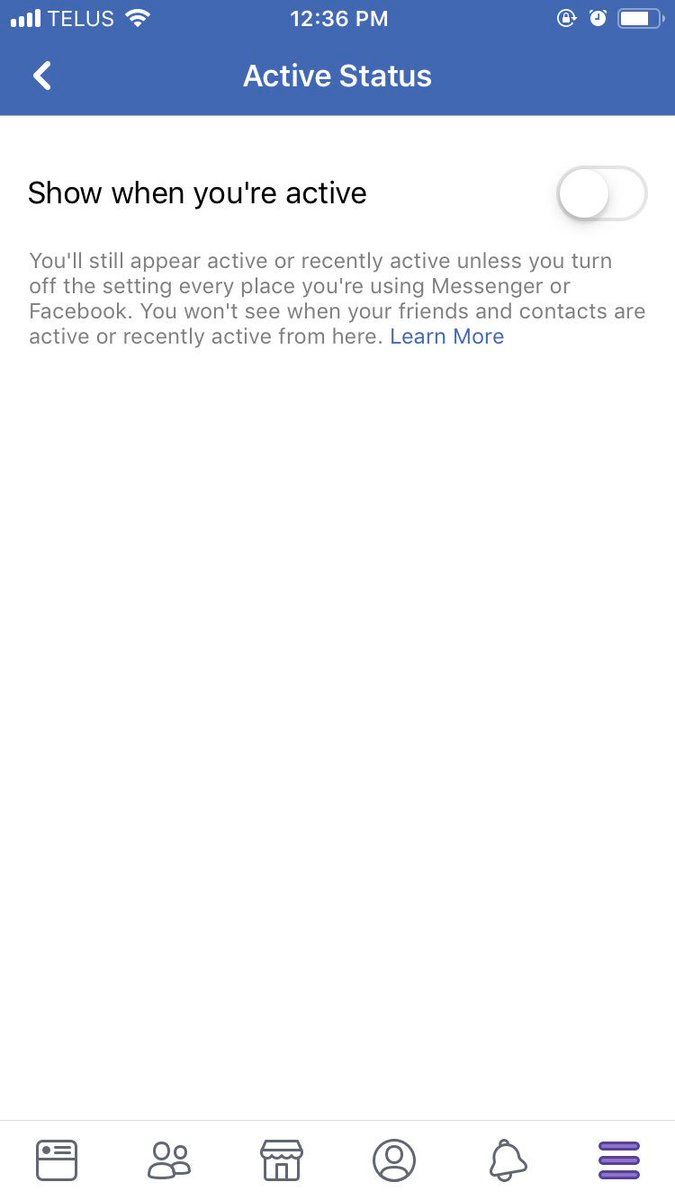 TELUS 12:36 PM
Active Status
Show when you're active
You'll still appear active or recently active unless you turn
off the setting every place you're using Messenger or
Facebook. You won't see when your friends and contacts are
active or recently active from here. Learn More